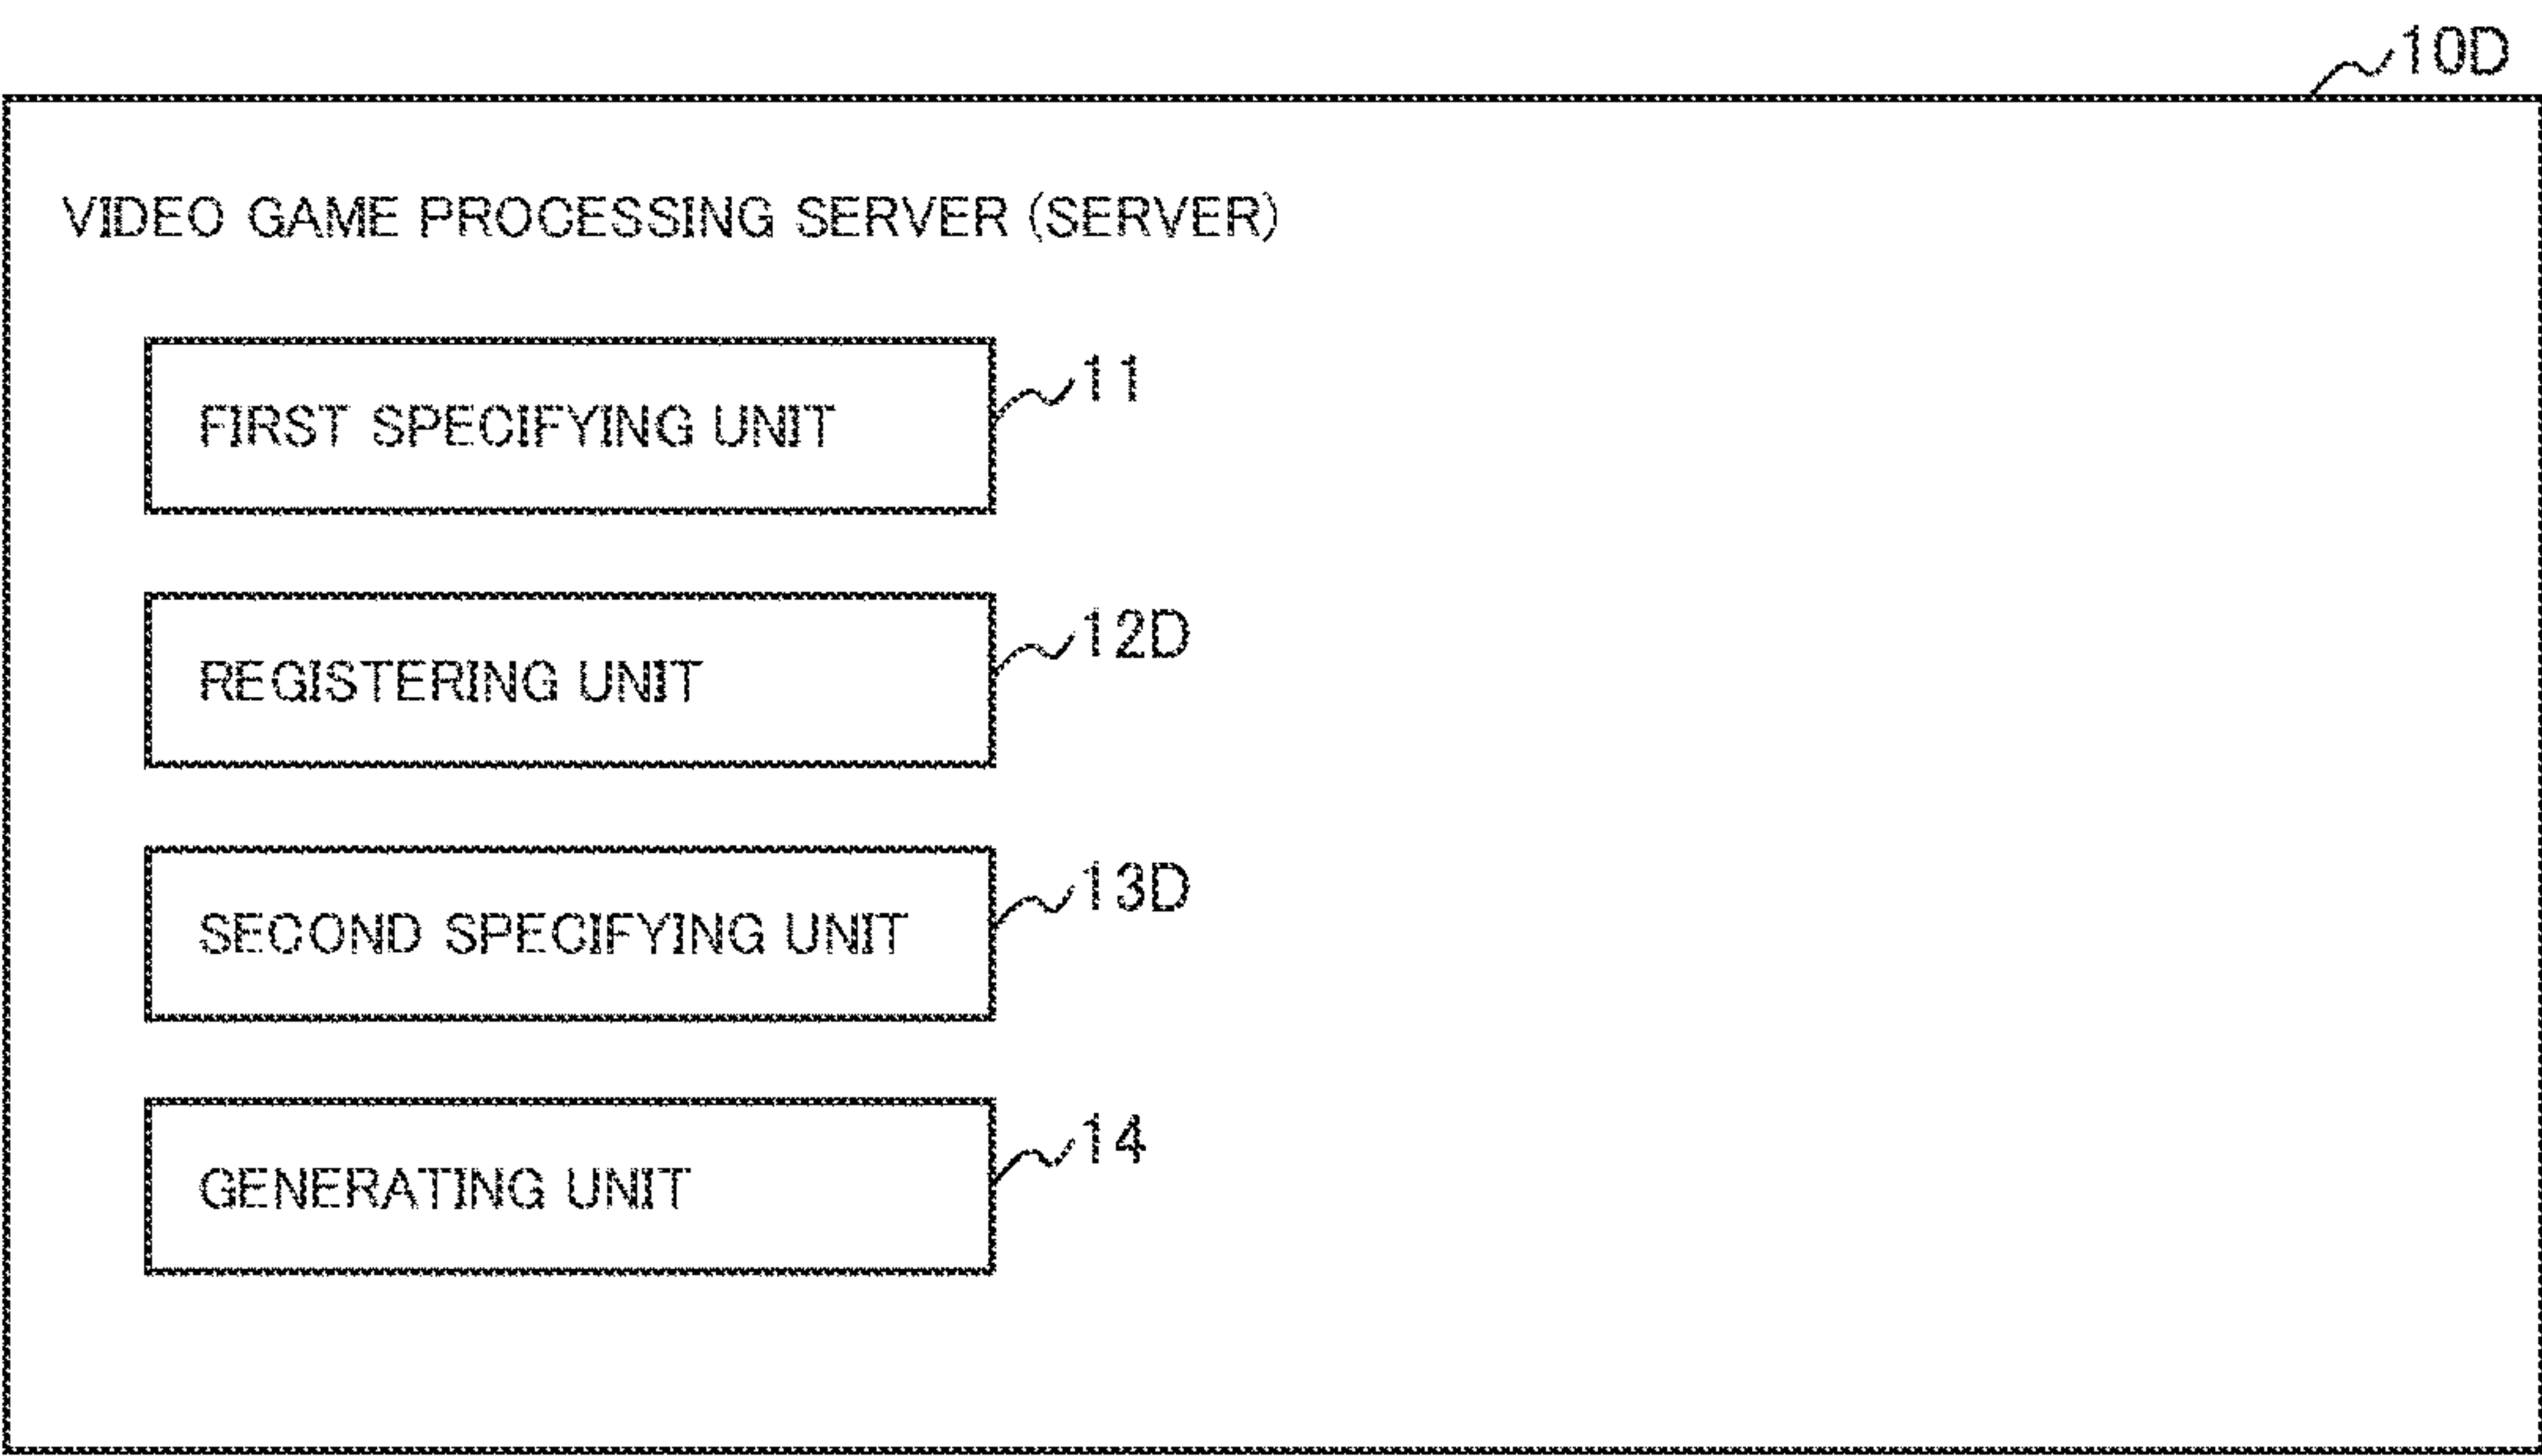 10D
VIDEO GAME PROCESSING SERVER (SERVER)
11
FIRST SPECIFYING UNIT
12D
REGISTERING UNIT
13D
SECOND SPECIFYING UNIT
14
GENERATING UNIT